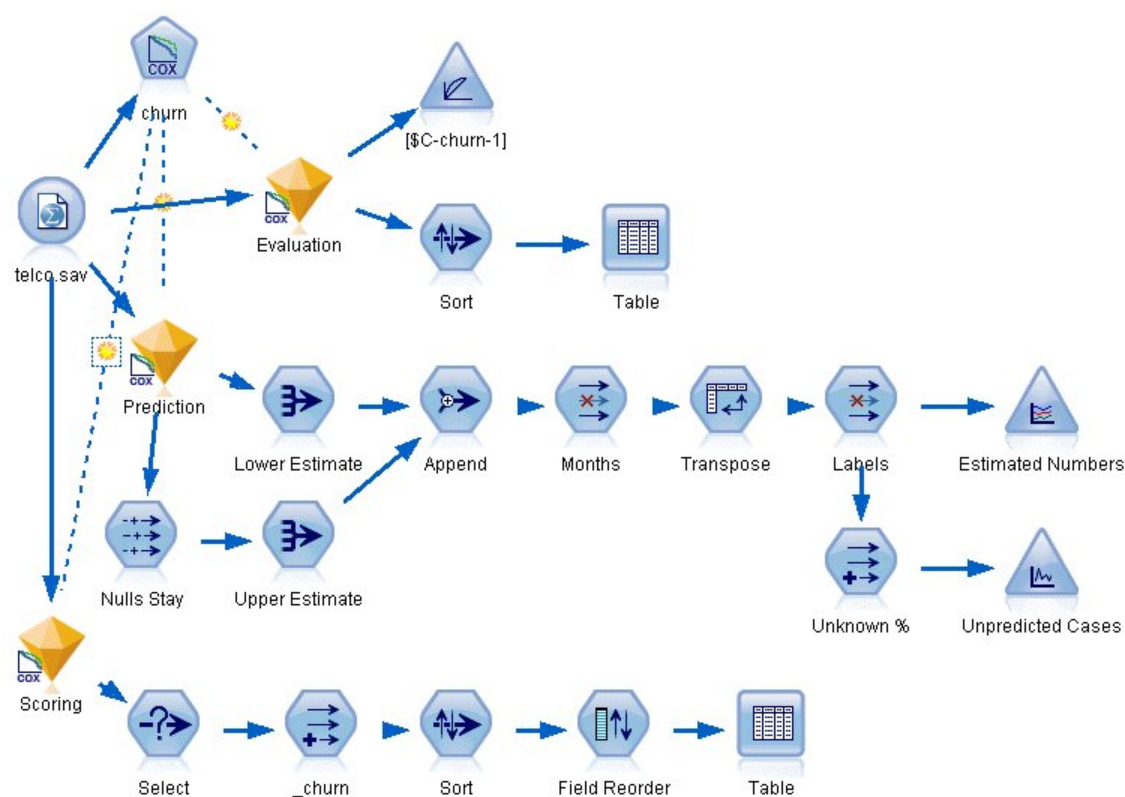 COX
churn
[$C-churn-1]
COX
Evaluation
Σ
telco.sav
Sort
Table
COX
Prediction
Lower Estimate
Append
Months
Transpose
Labels
Estimated Numbers
Nulls Stay
Upper Estimate
Unknown %
Unpredicted Cases
COX
Scoring
Select
_churn
Sort
Field Reorder
Table